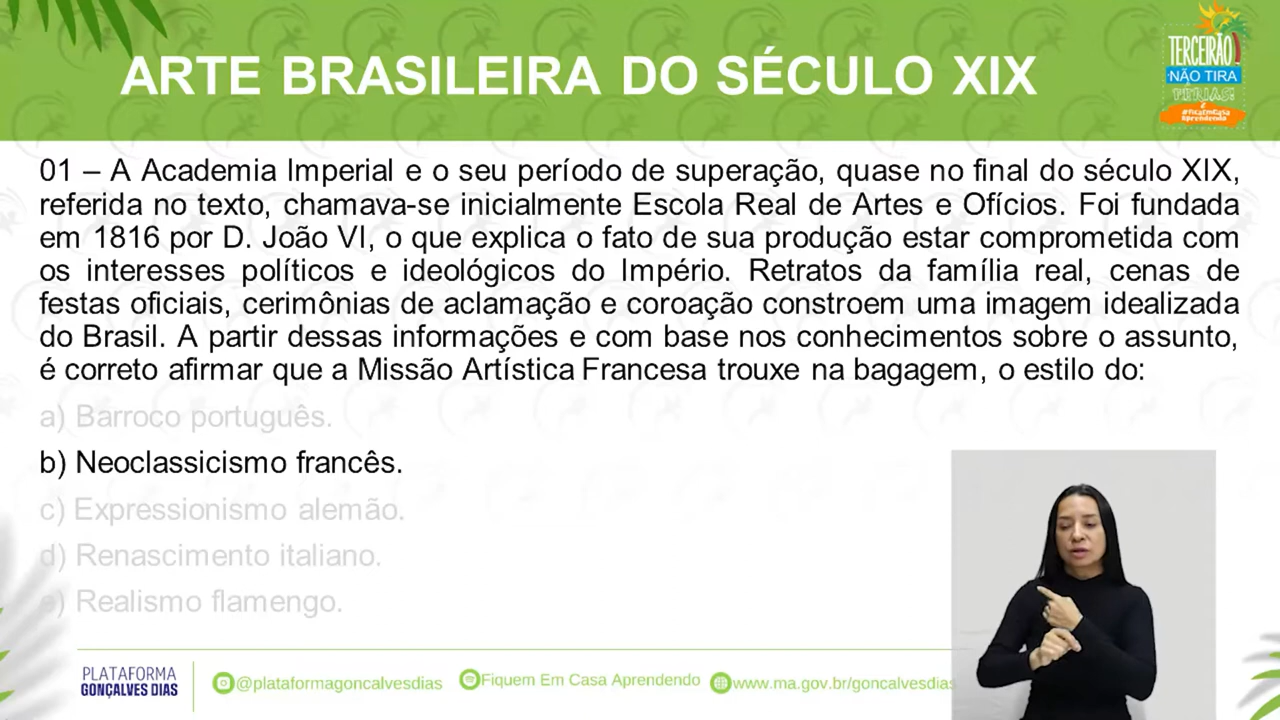 ARTE BRASILEIRA DO SÉCULO XIX
TERCEIRÃO!
NÃO TIRA
FÉRIAS!
É
#FicaEmCasa
Aprendendo
01 – A Academia Imperial e o seu período de superação, quase no final do século XIX,
referida no texto, chamava-se inicialmente Escola Real de Artes e Ofícios. Foi fundada
em 1816 por D. João VI, o que explica o fato de sua produção estar comprometida com
os interesses políticos e ideológicos do Império. Retratos da família real, cenas de
festas oficiais, cerimônias de aclamação e coroação constroem uma imagem idealizada
do Brasil. A partir dessas informações e com base nos conhecimentos sobre o assunto,
é correto afirmar que a Missão Artística Francesa trouxe na bagagem, o estilo do:
a) Barroco português.
b) Neoclassicismo francês.
c) Expressionismo alemão.
d) Renascimento italiano.
e) Realismo flamengo.
PLATAFORMA
GONÇALVES DIAS
@plataformagoncalvesdias
Fiquem Em Casa Aprendendo
www.ma.gov.br/goncalvesdias